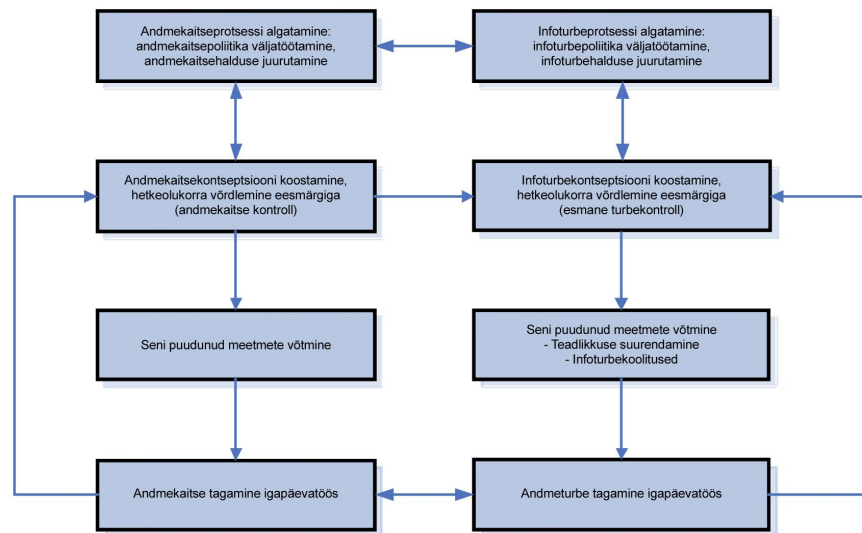 Andmekaitseprotsessi algatamine:
andmekaitsepoliitika väljatöötamine,
andmekaitsehalduse juurutamine
Infoturbeprotsessi algatamine:
infoturbepoliitika väljatöötamine,
infoturbehalduse juurutamine
Andmekaitsekontseptsiooni koostamine,
hetkeolukorra võrdlemine eesmärgiga
(andmekaitse kontroll)
Infoturbekontseptsiooni koostamine,
hetkeolukorra võrdlemine eesmärgiga
(esmane turbekontroll)
Seni puudunud meetmete võtmine
Seni puudunud meetmete võtmine
- Teadlikkuse suurendamine
- Infoturbekoolitused
Andmekaitse tagamine igapäevatöös
Andmeturbe tagamine igapäevatöös